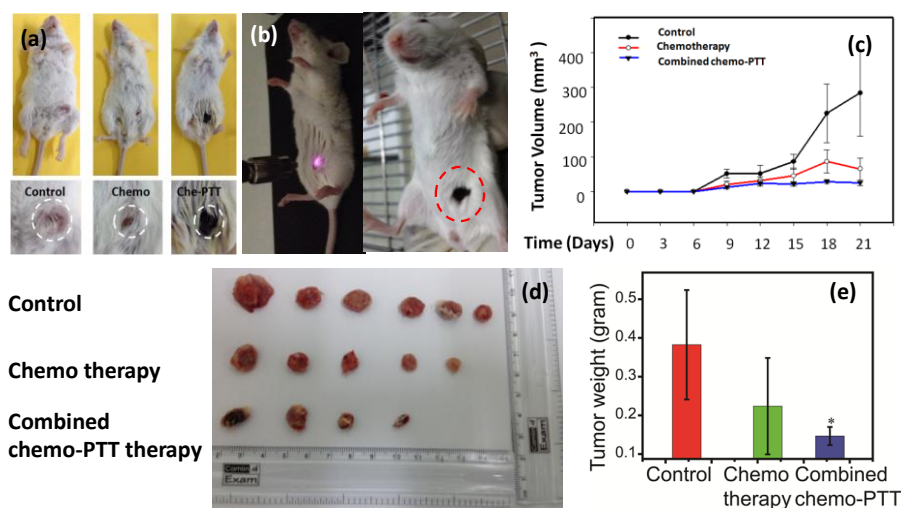 (a)
Control
Chemo
Che-PTT
(b)
(c)
Control
Chemotherapy
Combined chemo-PTT
Tumor Volume (mm³)
400
300
200
100
0
Time (Days)
0 3 6 9 12 15 18 21
Control
Chemo therapy
Combined
chemo-PTT therapy
(d)
Exam
Exam
(e)
Tumor weight (gram)
0.5
0.4
0.3
0.2
0.1
*
Control
Chemo
therapy
Combined
chemo-PTT